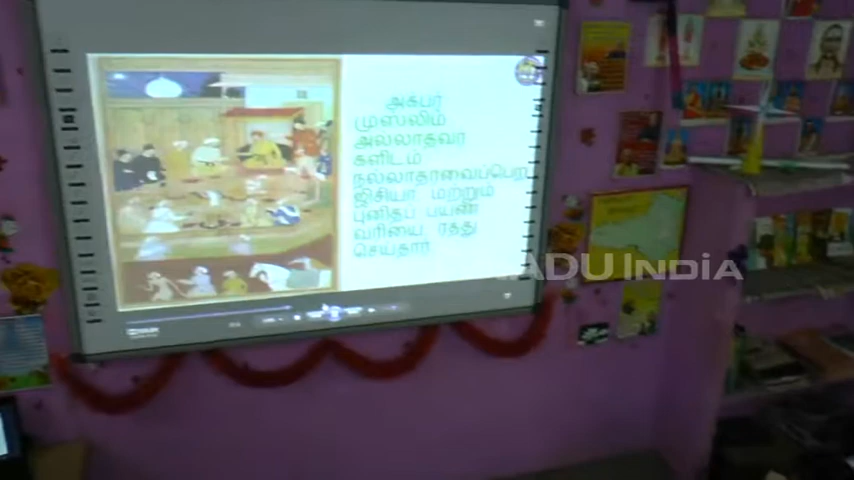 அக்பர்
முஸ்லிம்
அல்லாதவர்
களிடம்
நல்லாதரவைப்பெற
ஜிசியா மற்றும்
புனிதப் பயண
வரியை ரத்து
செய்தார்
ADU INDIA